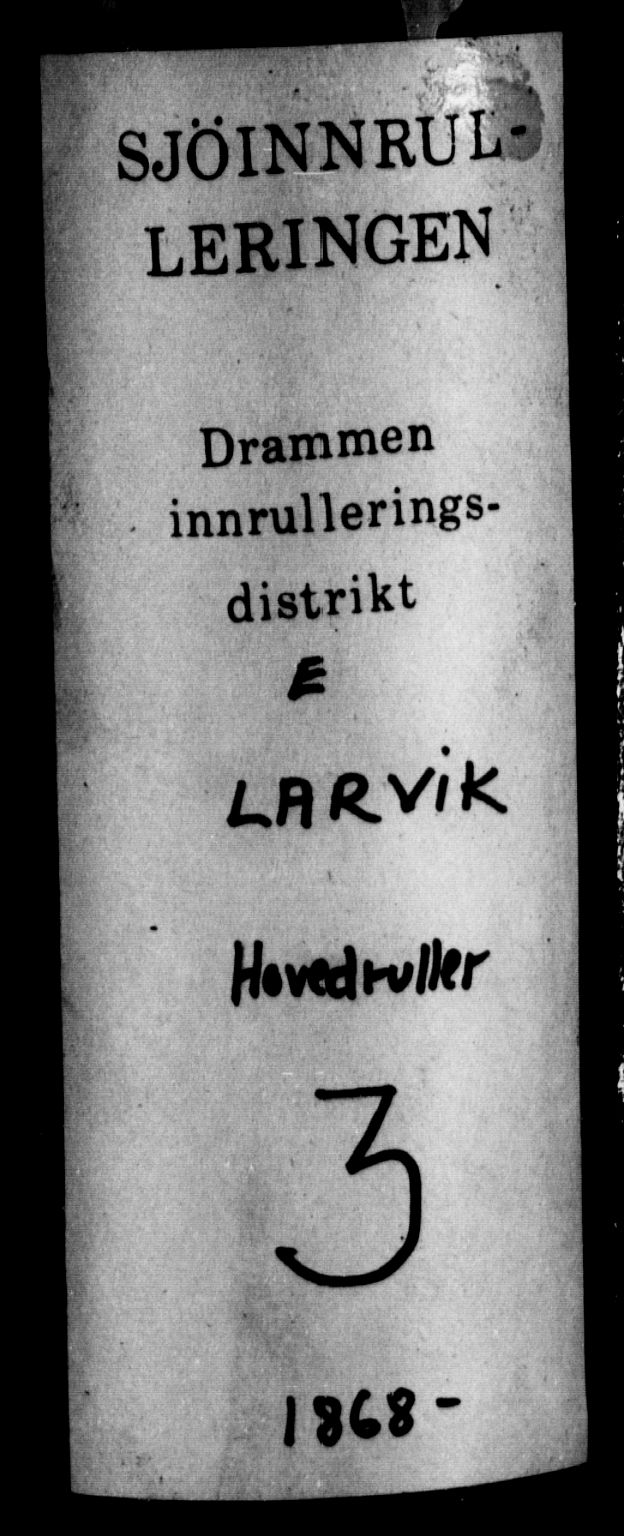 SJÖINNRUL-
LERINGEN
Drammen
innrullerings-
distrikt
E
LARVIK
Hovedruller
3
1868-